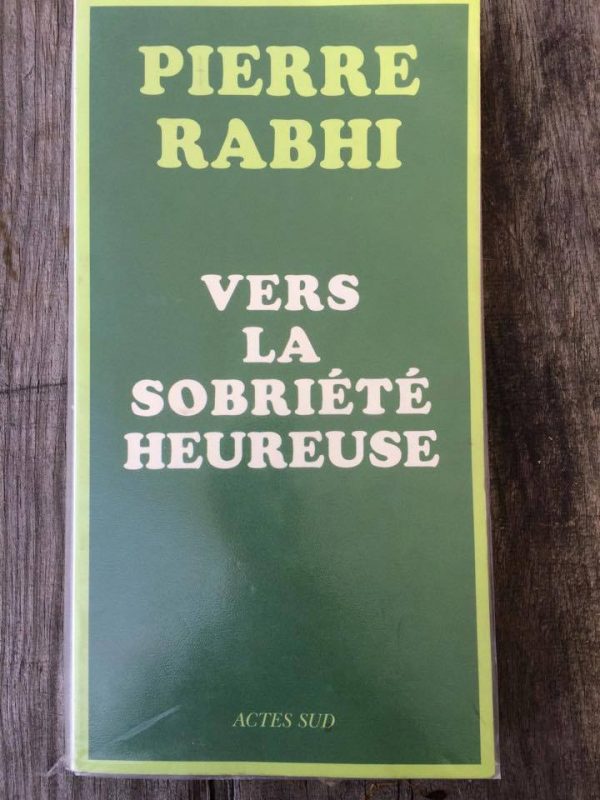 PIERRE
RABHI
VERS
LA
SOBRIÉTÉ
HEUREUSE
ACTES SUD